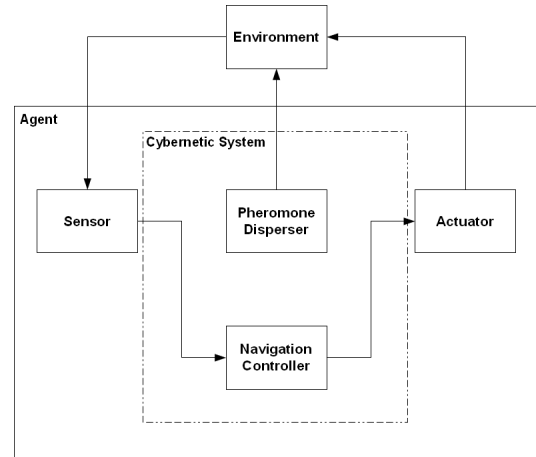 Environment
Agent
Cybernetic System
Sensor
Pheromone
Disperser
Actuator
Navigation
Controller